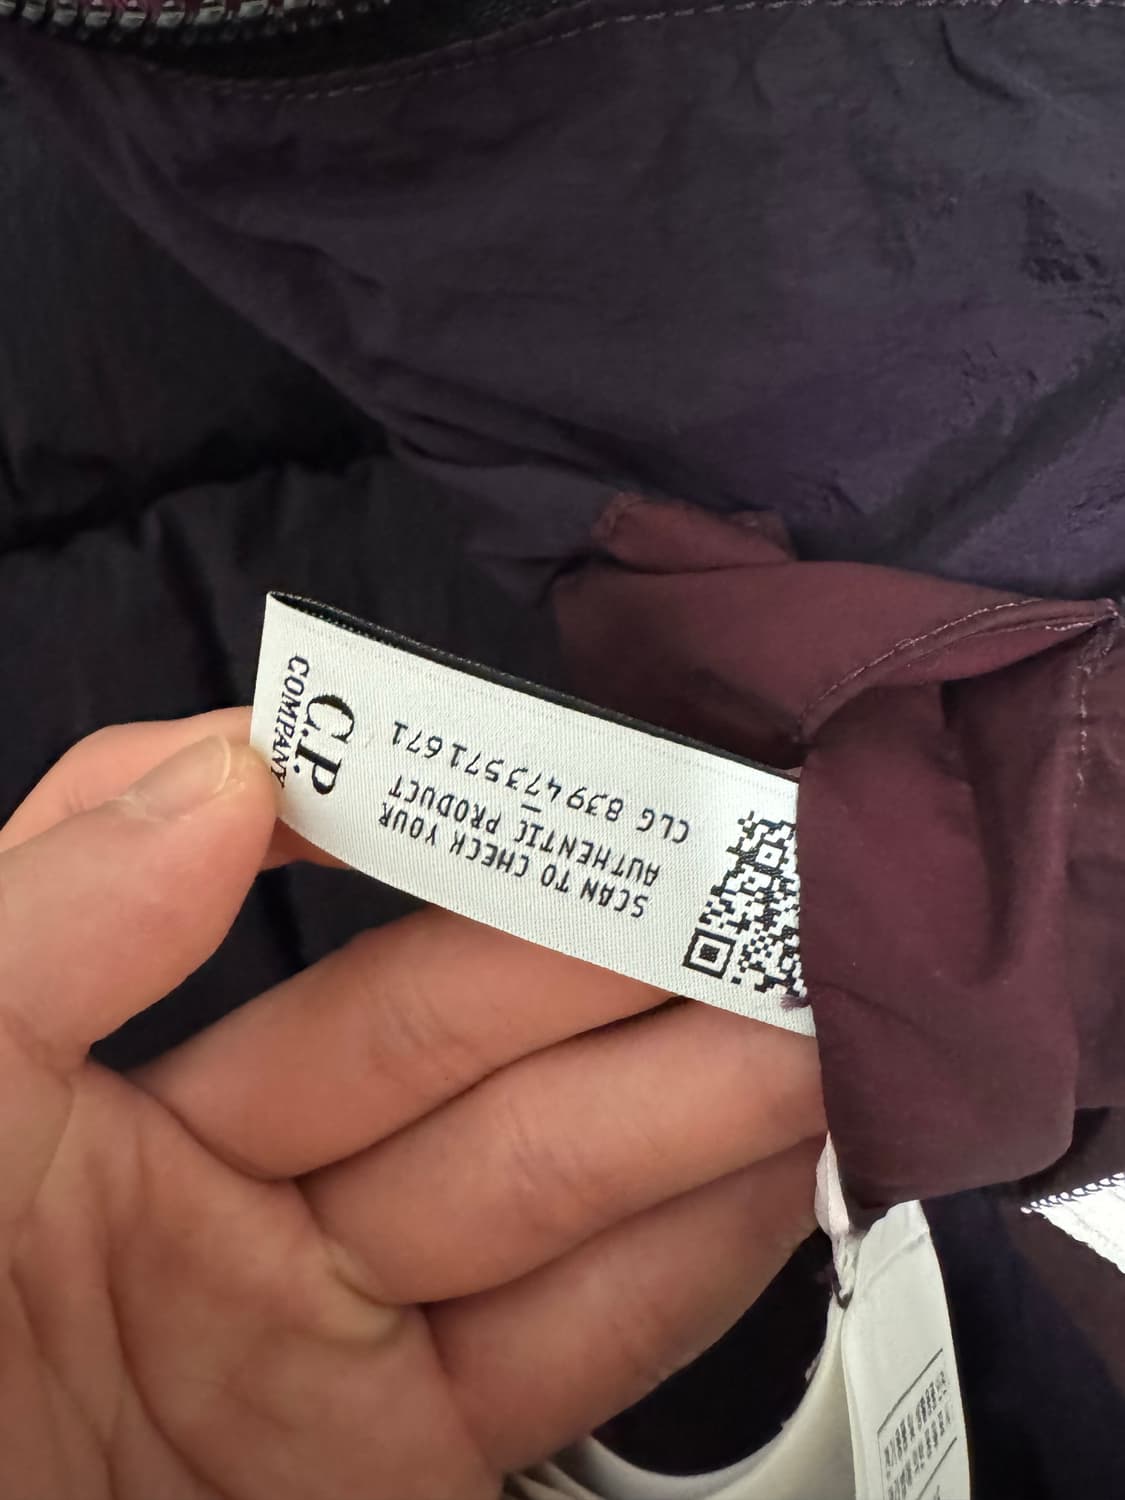 C.P.
COMPANY
SCAN TO CHECK YOUR
AUTHENTIC PRODUCT
CLG 839473571671